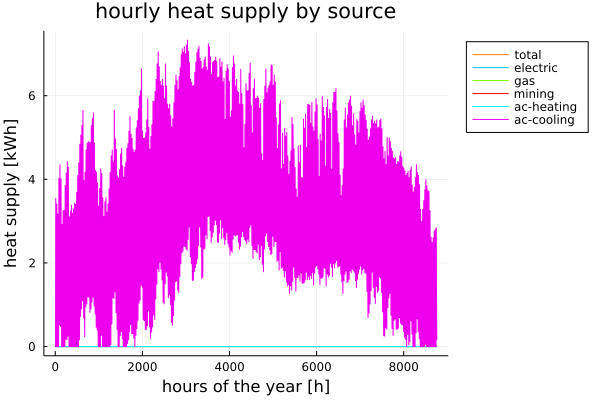 hourly heat supply by source
heat supply [kWh]
6
4
2
0
0
2000
4000
6000
8000
hours of the year [h]
total
electric
gas
mining
ac-heating
ac-cooling